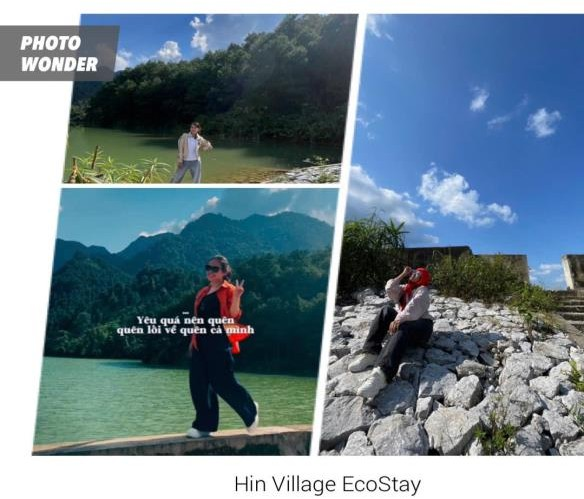 PHOTO
WONDER
...
Yêu quá nên quên
quên lối về quên cả mình
Hin Village EcoStay